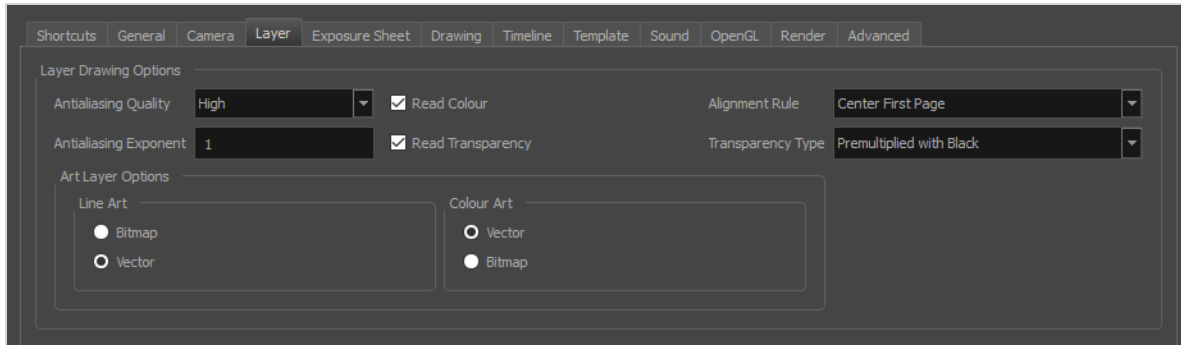 Shortcuts General Camera Layer Exposure Sheet Drawing Timeline Template Sound OpenGL Render Advanced
Layer Drawing Options
Antialiasing Quality High Read Colour Alignment Rule Center First Page
Antialiasing Exponent 1 Read Transparency Transparency Type Premultiplied with Black
Art Layer Options
Line Art Colour Art
Bitmap Vector
Vector Bitmap